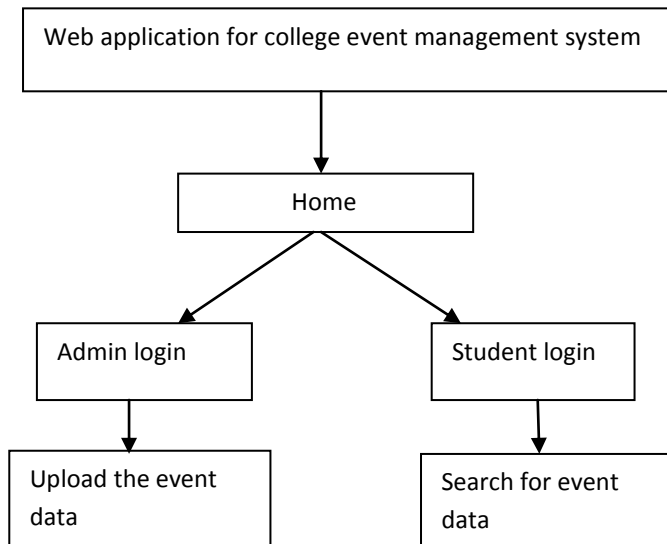 Web application for college event management system
Home
Admin login
Student login
Upload the event
data
Search for event
data